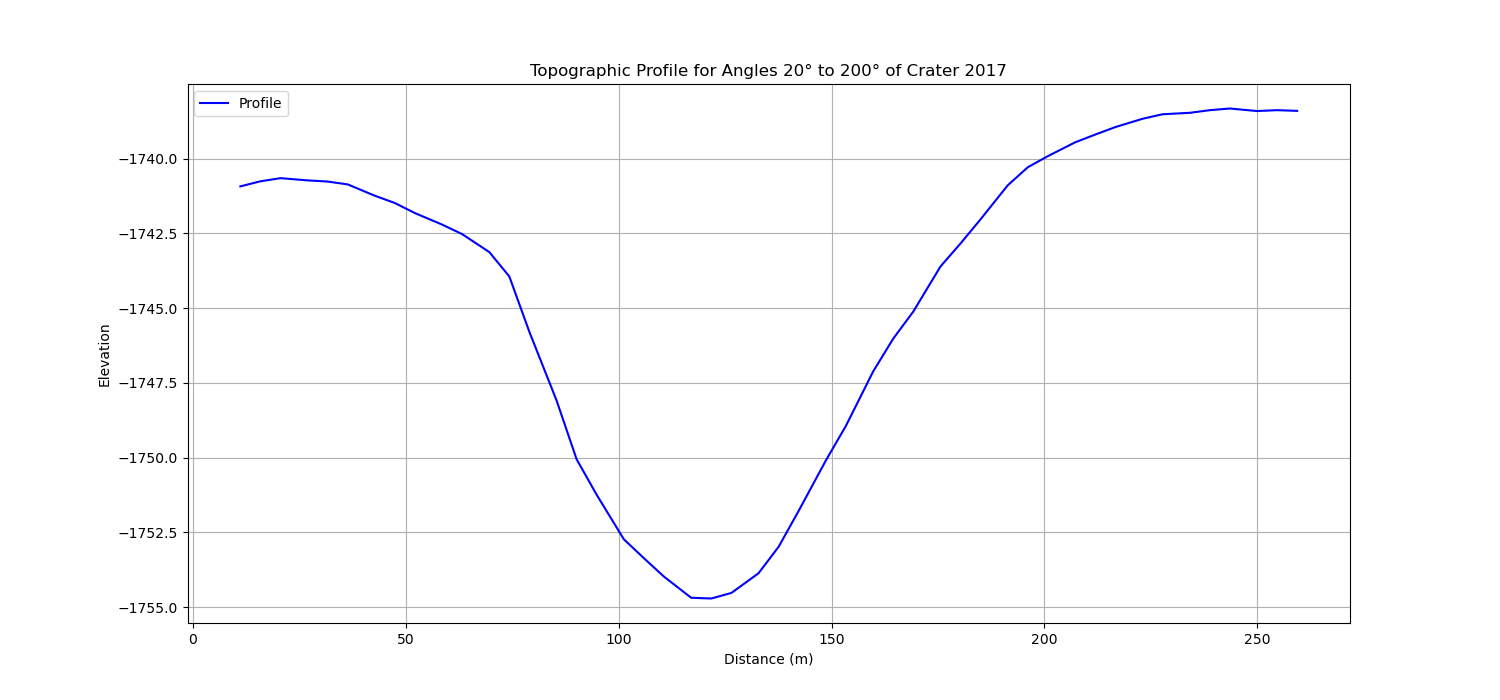 Topographic Profile for Angles 20° to 200° of Crater 2017
Profile
Elevation
−1740.0
−1742.5
−1745.0
−1747.5
−1750.0
−1752.5
−1755.0
0 50 100 150 200 250
Distance (m)